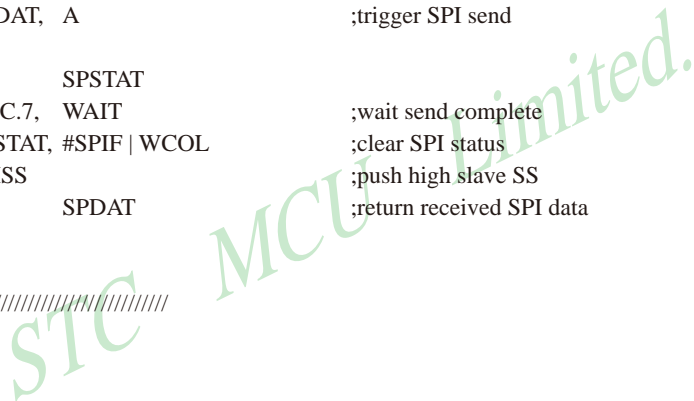 DAT, A ;trigger SPI send
SPSTAT
C.7, WAIT ;wait send complete
STAT, #SPIF | WCOL ;clear SPI status
SS ;push high slave SS
SPDAT ;return received SPI data
/////////////////////////
STC MCU Limited.